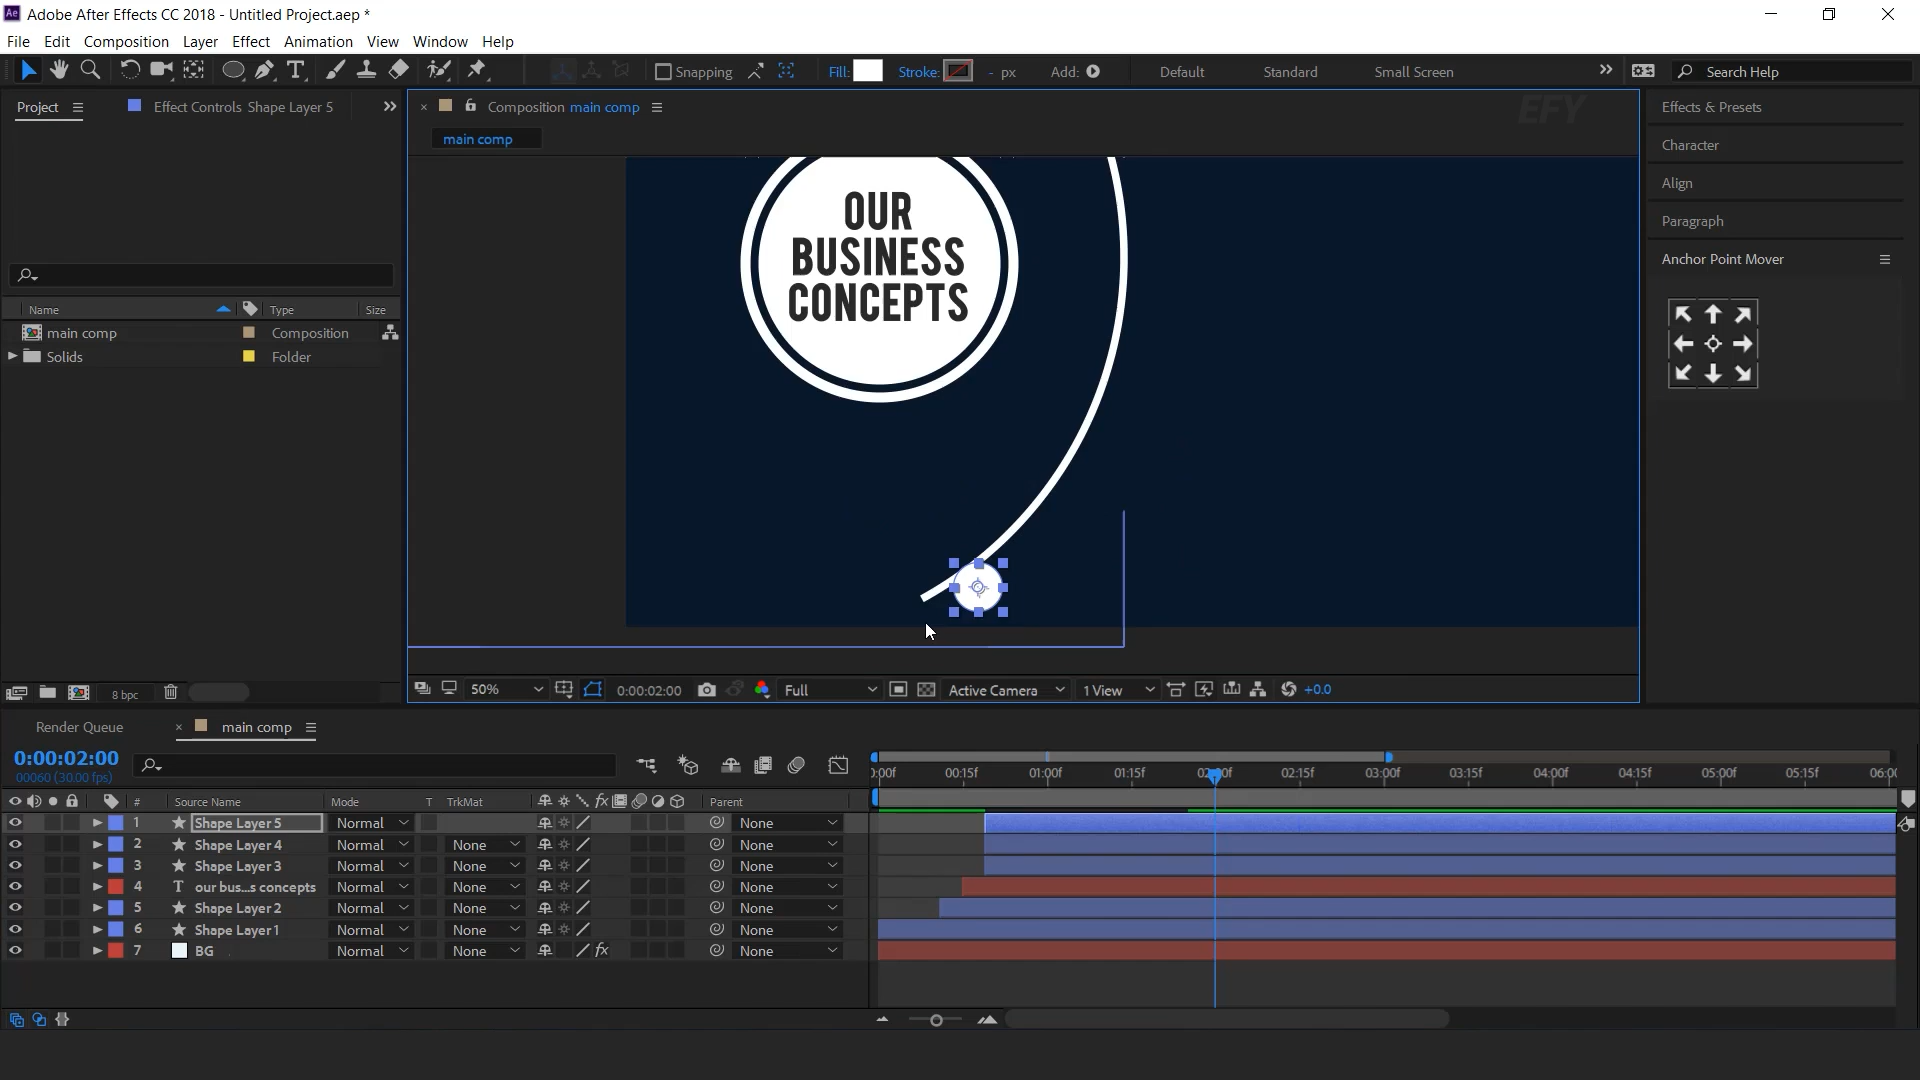 Ae Adobe After Effects CC 2018 - Untitled Project.aep *
File Edit Composition Layer Effect Animation View Window Help
Snapping Fill: Stroke: - px Add: Default Standard Small Screen Search Help
Project Effect Controls Shape Layer 5 Composition main comp EFY Effects & Presets
main comp
Character
Align
Paragraph
Anchor Point Mover
OUR
BUSINESS
CONCEPTS
Name Type Size
main comp Composition
Solids Folder
8 bpc 50% 0:00:02:00 Full Active Camera 1 View +0.0
Render Queue main comp
0:00:02:00
00060 (30.00 fps)
):00f 00:15f 01:00f 01:15f 02:00f 02:15f 03:00f 03:15f 04:00f 04:15f 05:00f 05:15f 06:00
# Source Name Mode T TrkMat fx Parent
1 Shape Layer 5 Normal None
2 Shape Layer 4 Normal None None
3 Shape Layer 3 Normal None None
4 T our bus...s concepts Normal None None
5 Shape Layer 2 Normal None None
6 Shape Layer 1 Normal None None
7 BG Normal None fx None